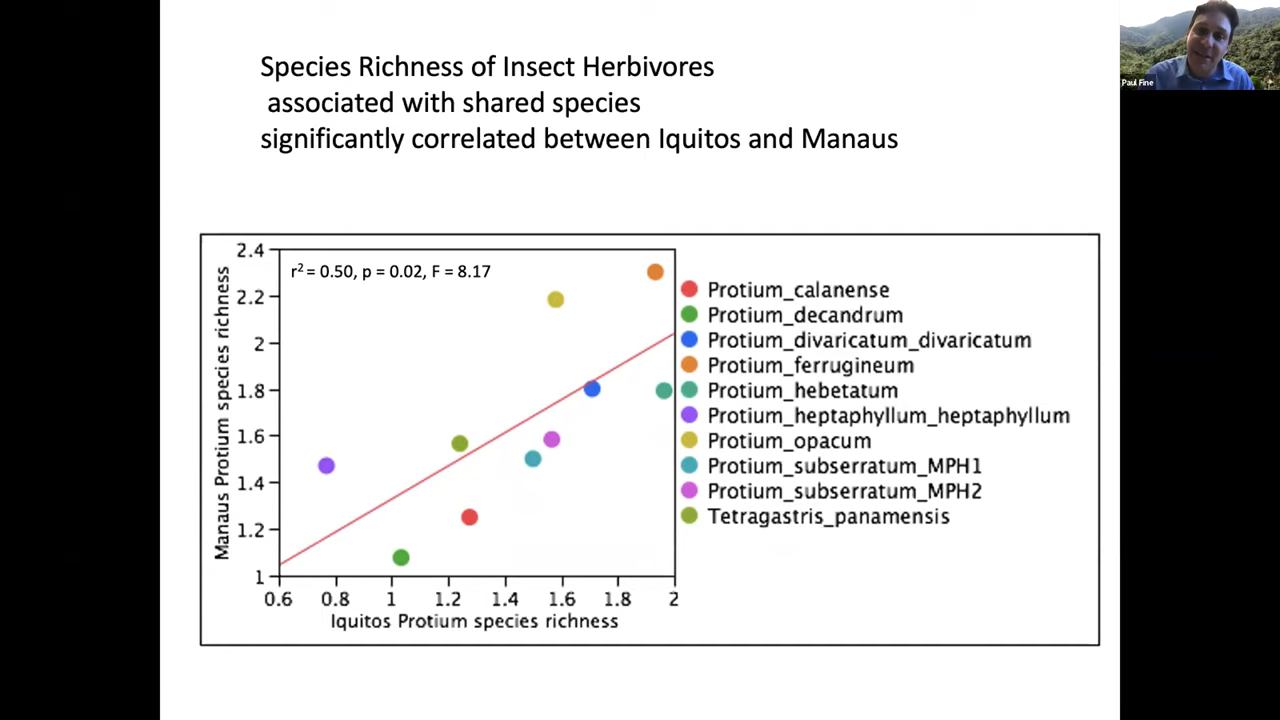 Species Richness of Insect Herbivores
associated with shared species
significantly correlated between Iquitos and Manaus
Paul Fine
r² = 0.50, p = 0.02, F = 8.17
Manaus Protium species richness
2.4
2.2
2
1.8
1.6
1.4
1.2
1
0.6 0.8 1 1.2 1.4 1.6 1.8 2
Iquitos Protium species richness
Protium_calanense
Protium_decandrum
Protium_divaricatum_divaricatum
Protium_ferrugineum
Protium_hebetatum
Protium_heptaphyllum_heptaphyllum
Protium_opacum
Protium_subserratum_MPH1
Protium_subserratum_MPH2
Tetragastris_panamensis